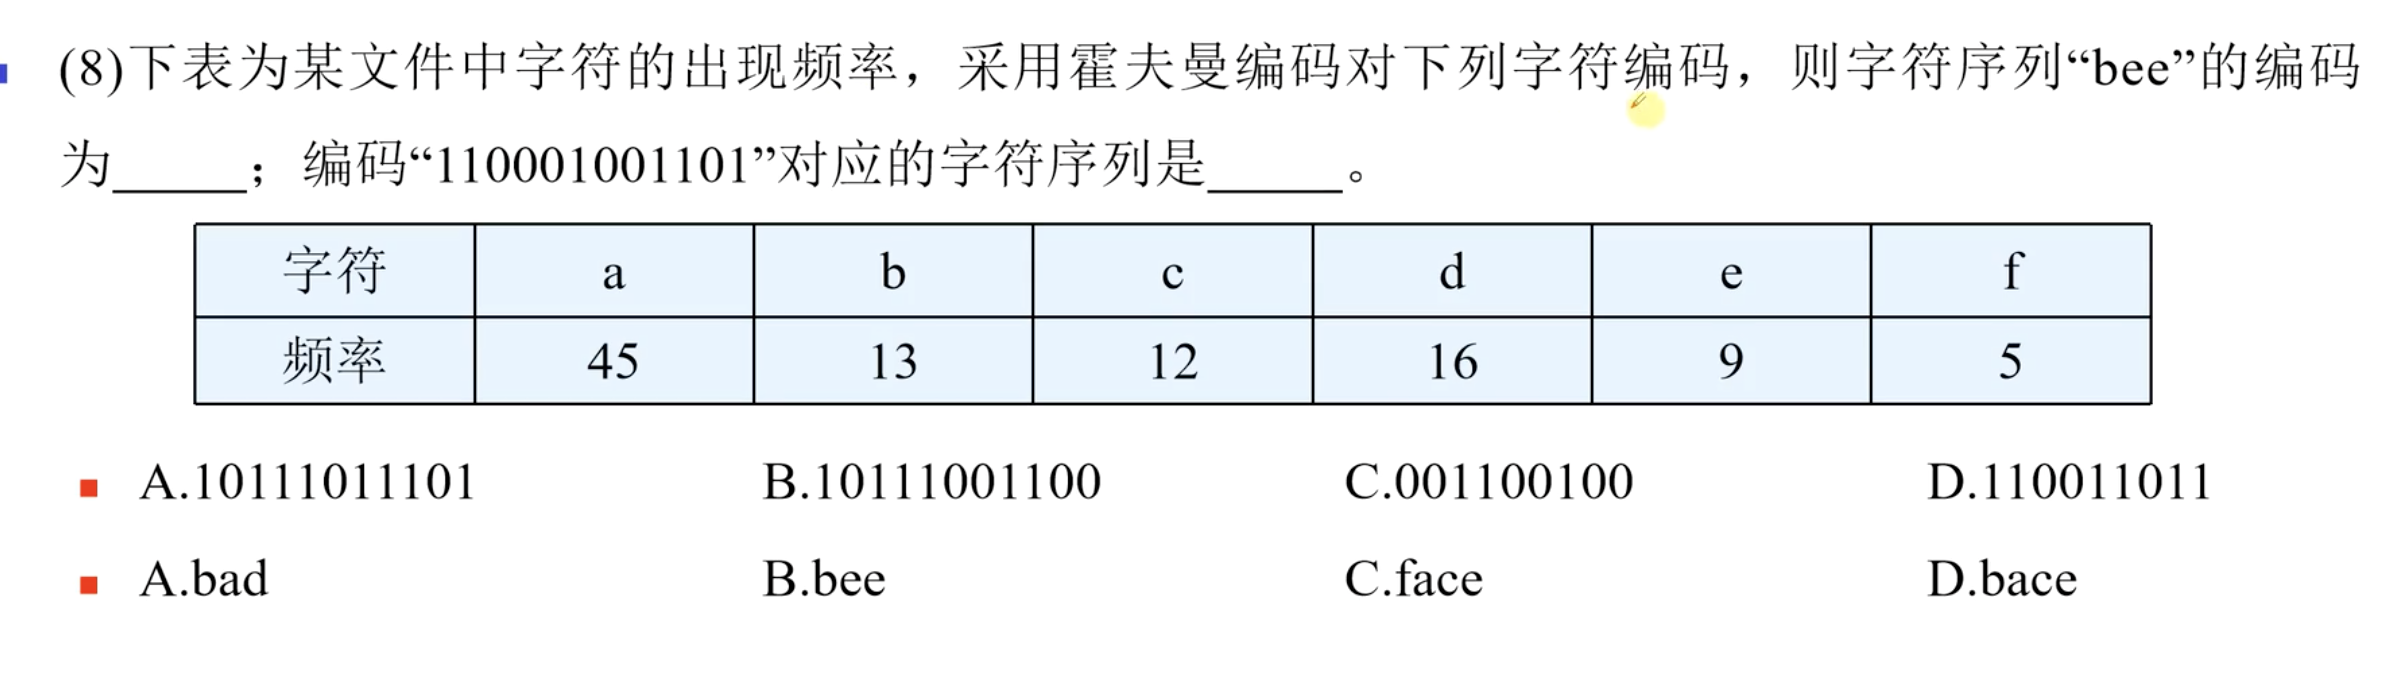 (8)下表为某文件中字符的出现频率，采用霍夫曼编码对下列字符编码，则字符序列“bee”的编码
为_____；编码“110001001101”对应的字符序列是_____。
字符 a b c d e f
频率 45 13 12 16 9 5
A.10111011101 B.10111001100 C.001100100 D.110011011
A.bad B.bee C.face D.bace